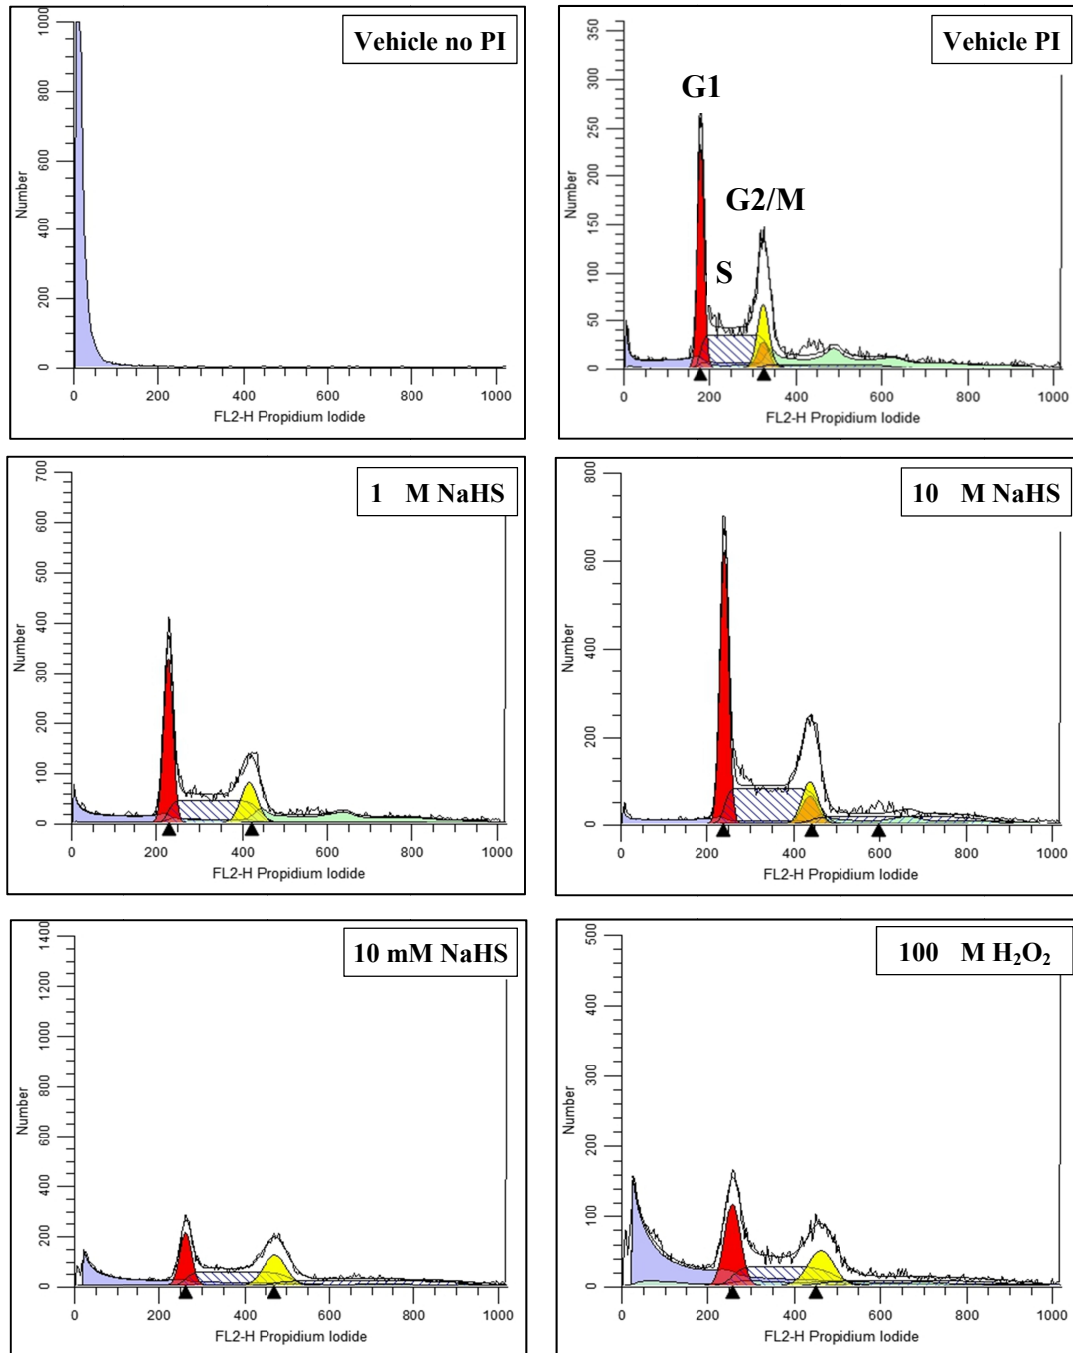 Vehicle no PI
Number
0
200
400
600
800
1000
0 200 400 600 800 1000
FL2-H Propidium Iodide
Vehicle PI
G1
G2/M
S
Number
0
50
100
150
200
250
300
350
0 200 400 600 800 1000
FL2-H Propidium Iodide
1 M NaHS
Number
0
100
200
300
400
500
600
700
0 200 400 600 800 1000
FL2-H Propidium Iodide
10 M NaHS
Number
0
200
400
600
800
0 200 400 600 800 1000
FL2-H Propidium Iodide
10 mM NaHS
Number
0
200
400
600
800
1000
1200
1400
0 200 400 600 800 1000
FL2-H Propidium Iodide
100 M H₂O₂
Number
0
100
200
300
400
500
0 200 400 600 800 1000
FL2-H Propidium Iodide